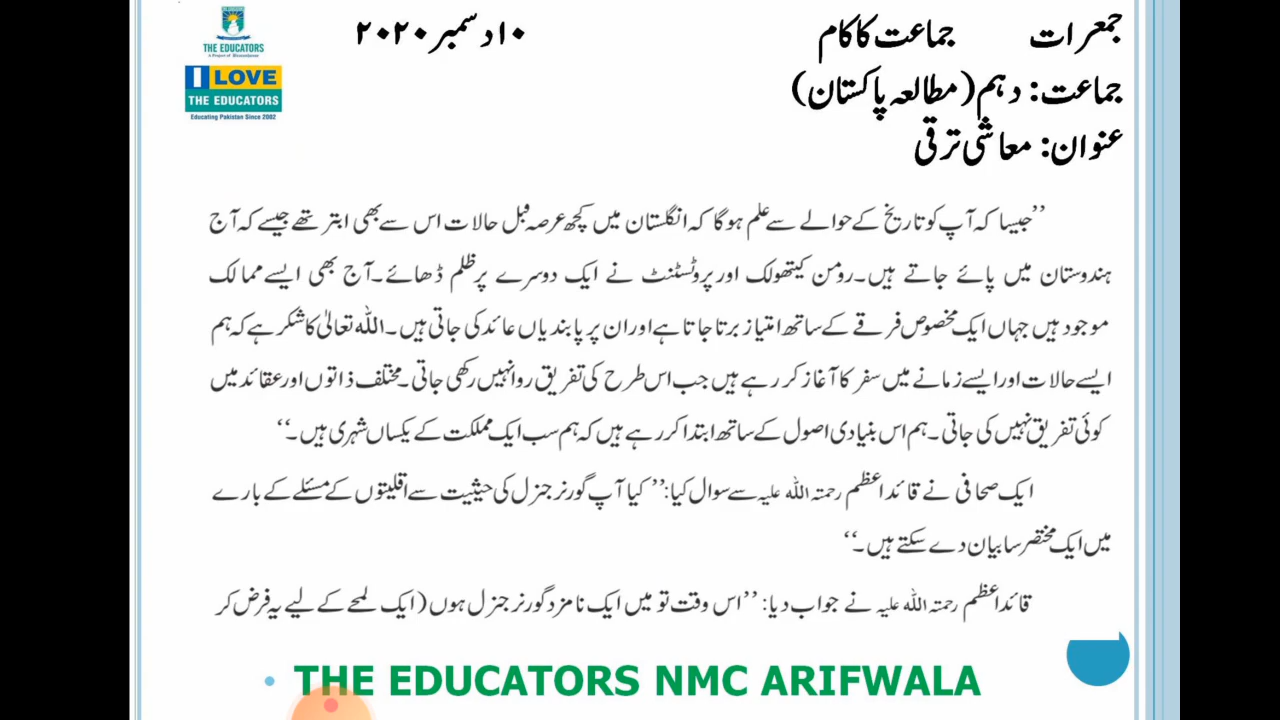 جمعرات جماعت کا کام ۱۰ دسمبر ۲۰۲۰
THE EDUCATORS
I LOVE
THE EDUCATORS
Educating Pakistan Since 2002
جماعت: دہم (مطالعہ پاکستان)
عنوان: معاشی ترقی
’’جیسا کہ آپ کو تاریخ کے حوالے سے علم ہو گا کہ انگلستان میں کچھ عرصہ قبل حالات اس سے بھی ابتر تھے جیسے کہ آج
ہندوستان میں پائے جاتے ہیں۔ رومن کیتھولک اور پروٹسٹنٹ نے ایک دوسرے پر ظلم ڈھائے۔ آج بھی ایسے ممالک
موجود ہیں جہاں ایک مخصوص فرقے کے ساتھ امتیاز برتا جاتا ہے اور ان پر پابندیاں عائد کی جاتی ہیں۔ اللہ تعالیٰ کا شکر ہے کہ ہم
ایسے حالات اور ایسے زمانے میں سفر کا آغاز کر رہے ہیں جب اس طرح کی تفریق روا نہیں رکھی جاتی۔ مختلف ذاتوں اور عقائد میں
کوئی تفریق نہیں کی جاتی۔ ہم اس بنیادی اصول کے ساتھ ابتدا کر رہے ہیں کہ ہم سب ایک مملکت کے یکساں شہری ہیں۔‘‘
ایک صحافی نے قائداعظم رحمتہ اللہ علیہ سے سوال کیا: ’’کیا آپ گورنر جنرل کی حیثیت سے اقلیتوں کے مسئلے کے بارے
میں ایک مختصر سا بیان دے سکتے ہیں۔‘‘
قائداعظم رحمتہ اللہ علیہ نے جواب دیا: ’’اس وقت تو میں ایک نامزد گورنر جنرل ہوں (ایک لمحے کے لیے یہ فرض کر
THE EDUCATORS NMC ARIFWALA